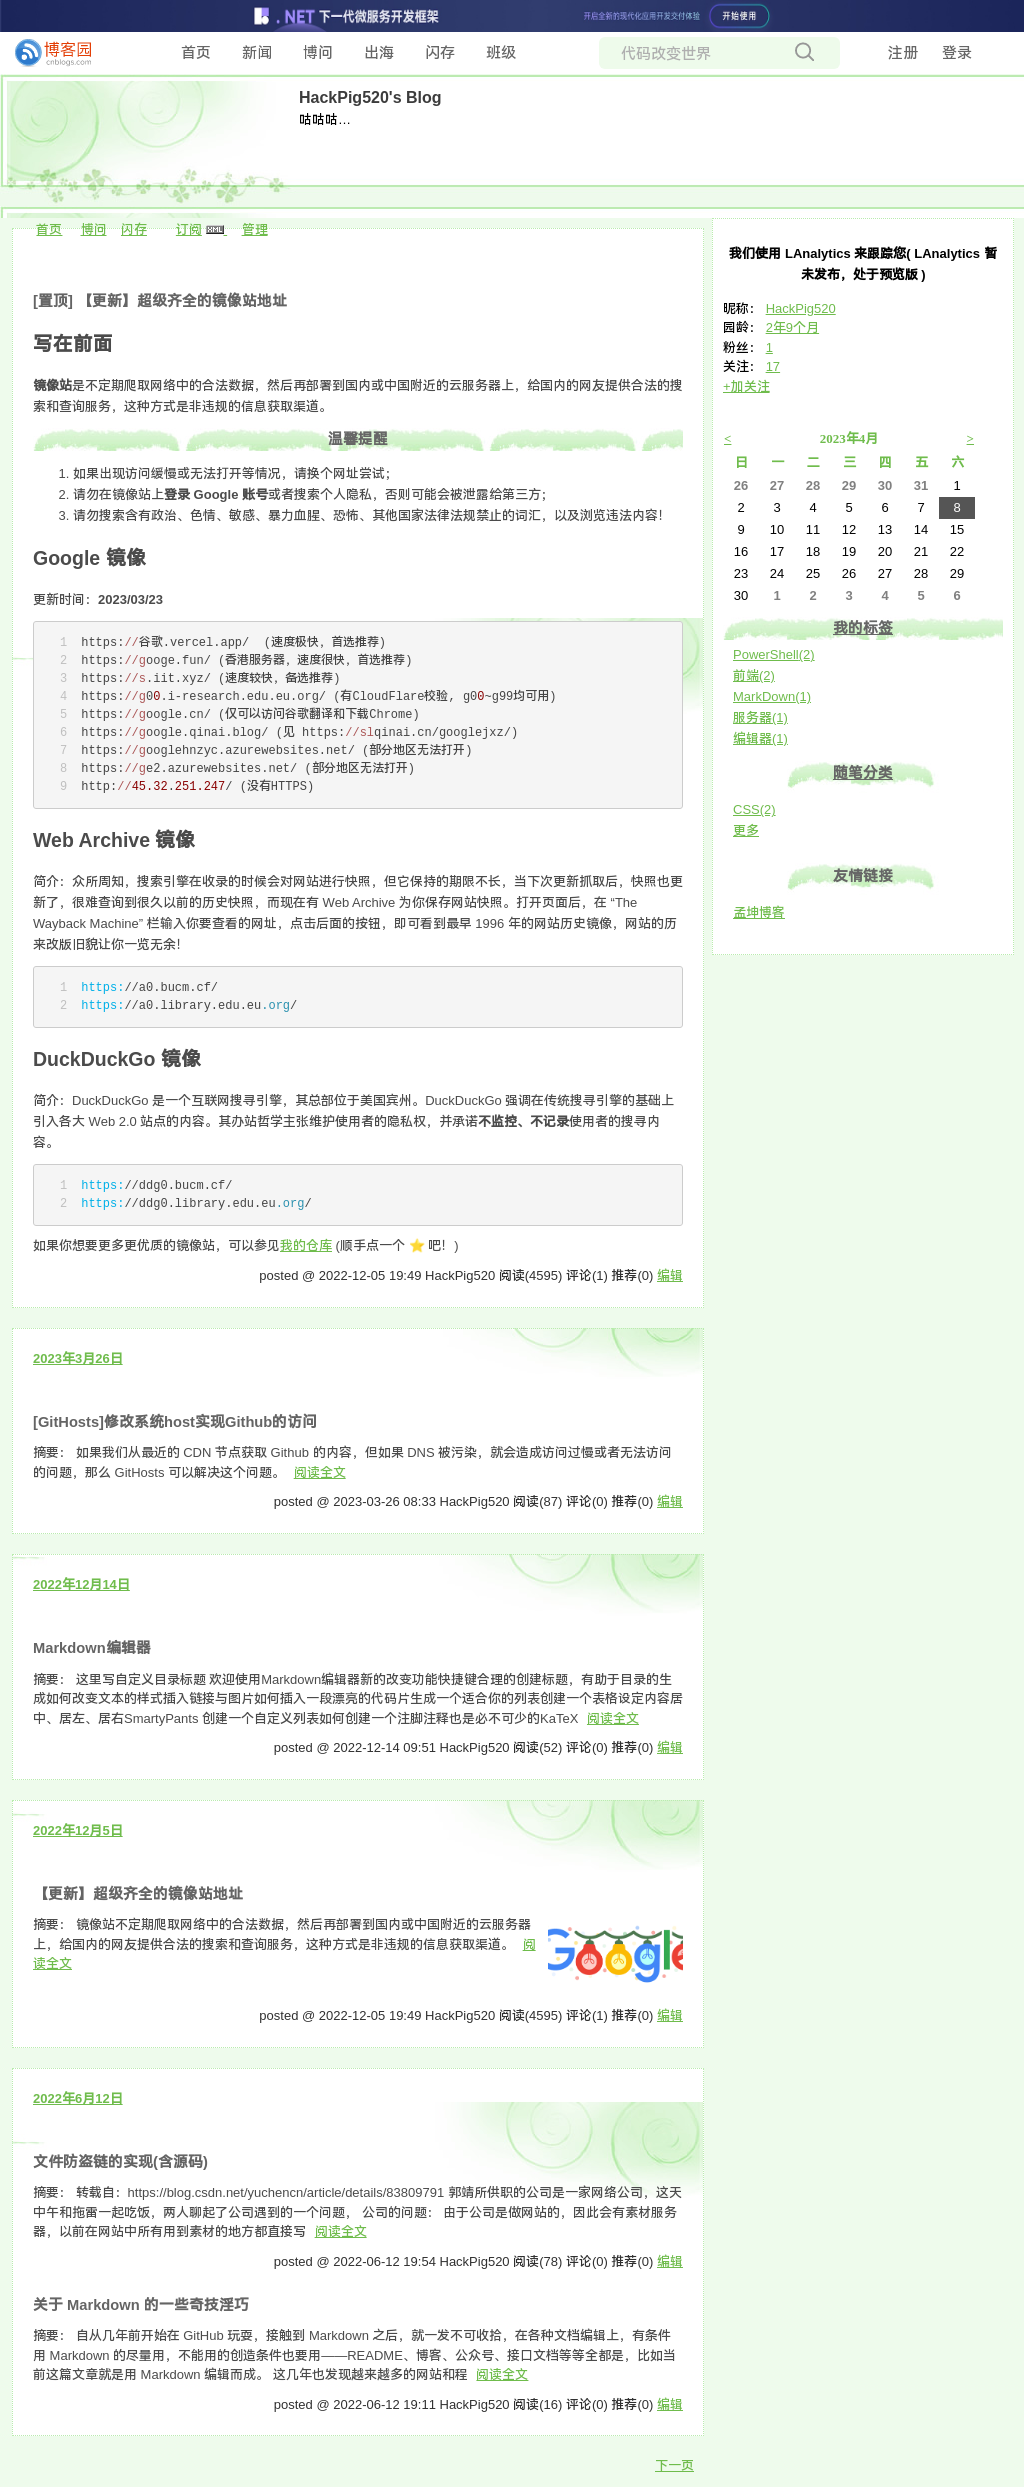 .NET 下一代微服务开发框架
开启全新的现代化应用开发交付体验
开始使用
博客园
cnblogs.com
首页 新闻 博问 出海 闪存 班级
代码改变世界
注册 登录
HackPig520's Blog
咕咕咕…
首页 博问 闪存 订阅 XML 管理
[置顶] 【更新】超级齐全的镜像站地址
写在前面
镜像站是不定期爬取网络中的合法数据，然后再部署到国内或中国附近的云服务器上，给国内的网友提供合法的搜
索和查询服务，这种方式是非违规的信息获取渠道。
温馨提醒
1. 如果出现访问缓慢或无法打开等情况，请换个网址尝试；
2. 请勿在镜像站上登录 Google 账号或者搜索个人隐私，否则可能会被泄露给第三方；
3. 请勿搜索含有政治、色情、敏感、暴力血腥、恐怖、其他国家法律法规禁止的词汇，以及浏览违法内容！
Google 镜像
更新时间：2023/03/23
1 https://谷歌.vercel.app/ (速度极快，首选推荐)
2 https://googe.fun/ (香港服务器，速度很快，首选推荐)
3 https://s.iit.xyz/ (速度较快，备选推荐)
4 https://g00.i-research.edu.eu.org/ (有CloudFlare校验, g00~g99均可用)
5 https://google.cn/ (仅可以访问谷歌翻译和下载Chrome)
6 https://google.qinai.blog/ (见 https://slqinai.cn/googlejxz/)
7 https://googlehnzyc.azurewebsites.net/ (部分地区无法打开)
8 https://ge2.azurewebsites.net/ (部分地区无法打开)
9 http://45.32.251.247/ (没有HTTPS)
Web Archive 镜像
简介：众所周知，搜索引擎在收录的时候会对网站进行快照，但它保持的期限不长，当下次更新抓取后，快照也更
新了，很难查询到很久以前的历史快照，而现在有 Web Archive 为你保存网站快照。打开页面后，在 “The
Wayback Machine” 栏输入你要查看的网址，点击后面的按钮，即可看到最早 1996 年的网站历史镜像，网站的历
来改版旧貌让你一览无余！
1 https://a0.bucm.cf/
2 https://a0.library.edu.eu.org/
DuckDuckGo 镜像
简介：DuckDuckGo 是一个互联网搜寻引擎，其总部位于美国宾州。DuckDuckGo 强调在传统搜寻引擎的基础上
引入各大 Web 2.0 站点的内容。其办站哲学主张维护使用者的隐私权，并承诺不监控、不记录使用者的搜寻内
容。
1 https://ddg0.bucm.cf/
2 https://ddg0.library.edu.eu.org/
如果你想要更多更优质的镜像站，可以参见我的仓库 (顺手点一个 ⭐ 吧！)
posted @ 2022-12-05 19:49 HackPig520 阅读(4595) 评论(1) 推荐(0) 编辑
2023年3月26日
[GitHosts]修改系统host实现Github的访问
摘要： 如果我们从最近的 CDN 节点获取 Github 的内容，但如果 DNS 被污染，就会造成访问过慢或者无法访问
的问题，那么 GitHosts 可以解决这个问题。 阅读全文
posted @ 2023-03-26 08:33 HackPig520 阅读(87) 评论(0) 推荐(0) 编辑
2022年12月14日
Markdown编辑器
摘要： 这里写自定义目录标题 欢迎使用Markdown编辑器新的改变功能快捷键合理的创建标题，有助于目录的生
成如何改变文本的样式插入链接与图片如何插入一段漂亮的代码片生成一个适合你的列表创建一个表格设定内容居
中、居左、居右SmartyPants 创建一个自定义列表如何创建一个注脚注释也是必不可少的KaTeX 阅读全文
posted @ 2022-12-14 09:51 HackPig520 阅读(52) 评论(0) 推荐(0) 编辑
2022年12月5日
【更新】超级齐全的镜像站地址
摘要： 镜像站不定期爬取网络中的合法数据，然后再部署到国内或中国附近的云服务器
上，给国内的网友提供合法的搜索和查询服务，这种方式是非违规的信息获取渠道。 阅
读全文
Google
posted @ 2022-12-05 19:49 HackPig520 阅读(4595) 评论(1) 推荐(0) 编辑
2022年6月12日
文件防盗链的实现(含源码)
摘要： 转载自：https://blog.csdn.net/yuchencn/article/details/83809791 郭靖所供职的公司是一家网络公司，这天
中午和拖雷一起吃饭，两人聊起了公司遇到的一个问题， 公司的问题： 由于公司是做网站的，因此会有素材服务
器，以前在网站中所有用到素材的地方都直接写 阅读全文
posted @ 2022-06-12 19:54 HackPig520 阅读(78) 评论(0) 推荐(0) 编辑
关于 Markdown 的一些奇技淫巧
摘要： 自从几年前开始在 GitHub 玩耍，接触到 Markdown 之后，就一发不可收拾，在各种文档编辑上，有条件
用 Markdown 的尽量用，不能用的创造条件也要用——README、博客、公众号、接口文档等等全都是，比如当
前这篇文章就是用 Markdown 编辑而成。 这几年也发现越来越多的网站和程 阅读全文
posted @ 2022-06-12 19:11 HackPig520 阅读(16) 评论(0) 推荐(0) 编辑
下一页
我们使用 LAnalytics 来跟踪您( LAnalytics 暂
未发布，处于预览版 )
昵称： HackPig520
园龄： 2年9个月
粉丝： 1
关注： 17
+加关注
< 2023年4月 >
日 一 二 三 四 五 六
26 27 28 29 30 31 1
2 3 4 5 6 7 8
9 10 11 12 13 14 15
16 17 18 19 20 21 22
23 24 25 26 27 28 29
30 1 2 3 4 5 6
我的标签
PowerShell(2)
前端(2)
MarkDown(1)
服务器(1)
编辑器(1)
随笔分类
CSS(2)
更多
友情链接
孟坤博客